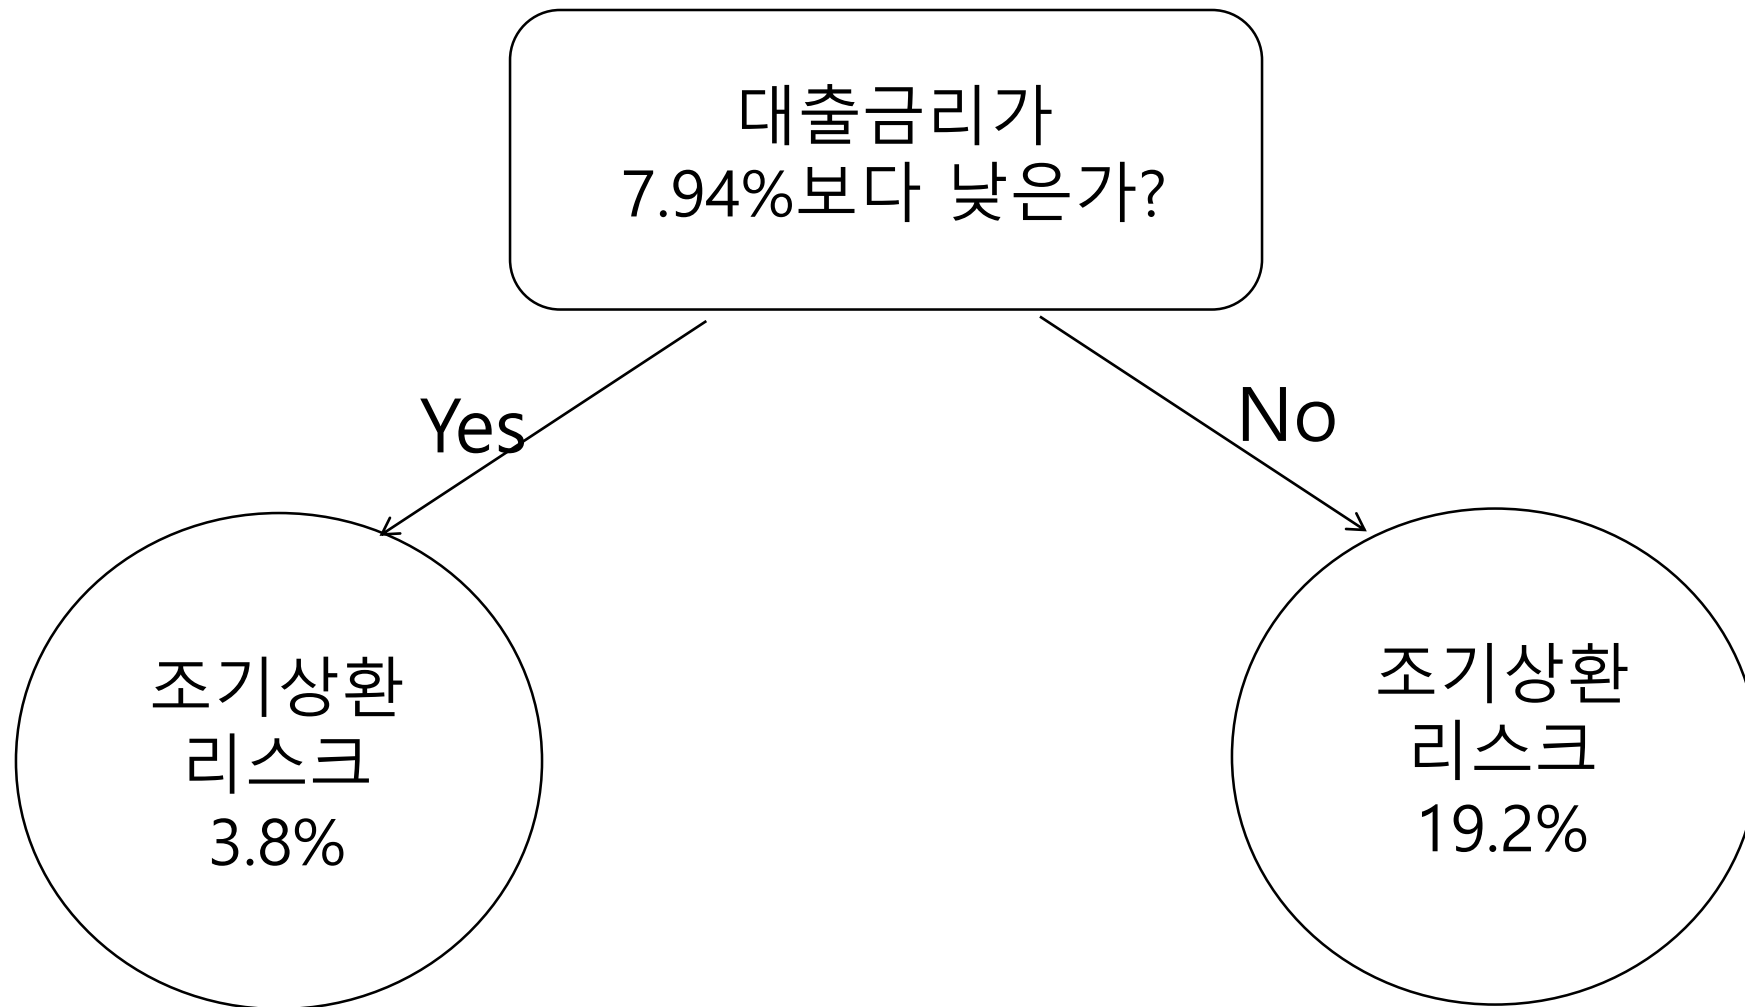 대출금리가
7.94%보다 낮은가?
Yes
No
조기상환
리스크
3.8%
조기상환
리스크
19.2%